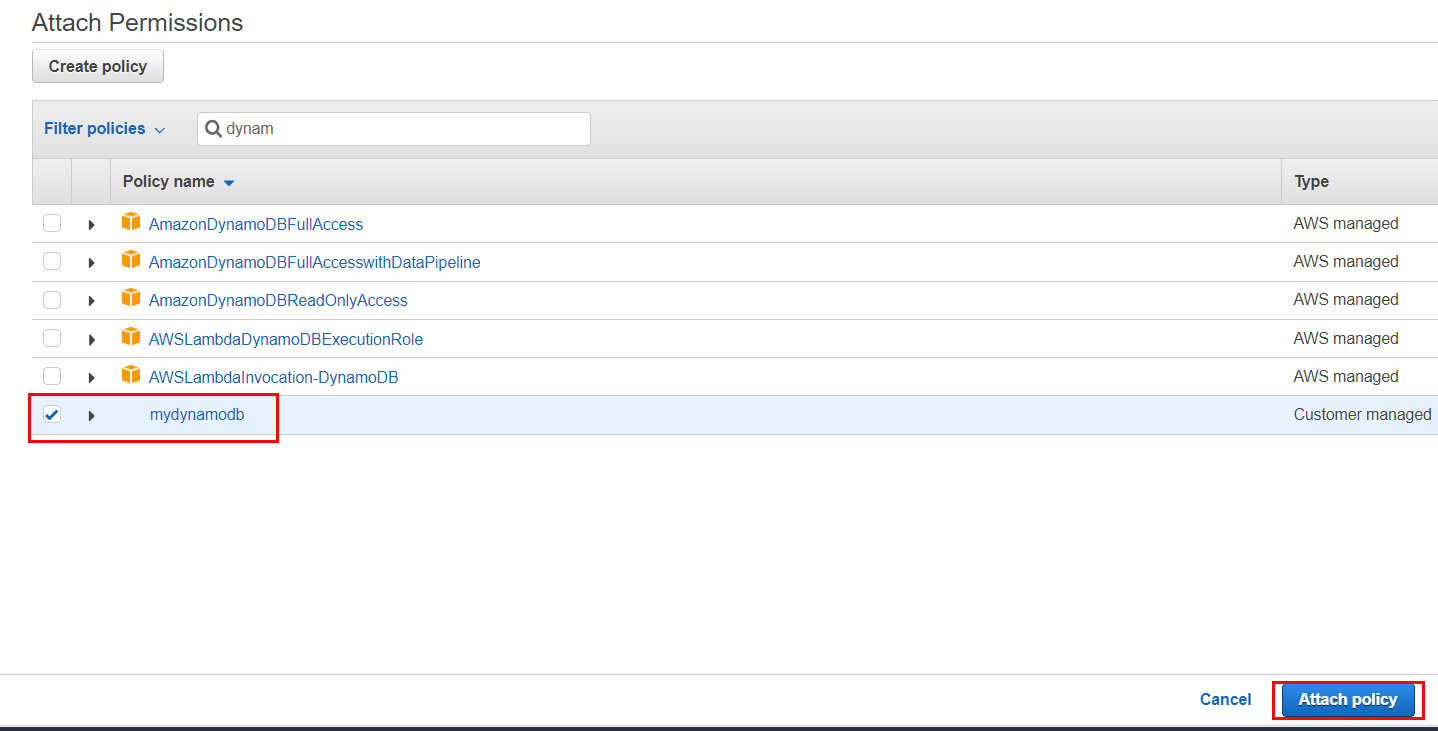 Attach Permissions
Create policy
Filter policies
dynam
Policy name Type
AmazonDynamoDBFullAccess AWS managed
AmazonDynamoDBFullAccesswithDataPipeline AWS managed
AmazonDynamoDBReadOnlyAccess AWS managed
AWSLambdaDynamoDBExecutionRole AWS managed
AWSLambdaInvocation-DynamoDB AWS managed
mydynamodb Customer managed
Cancel Attach policy